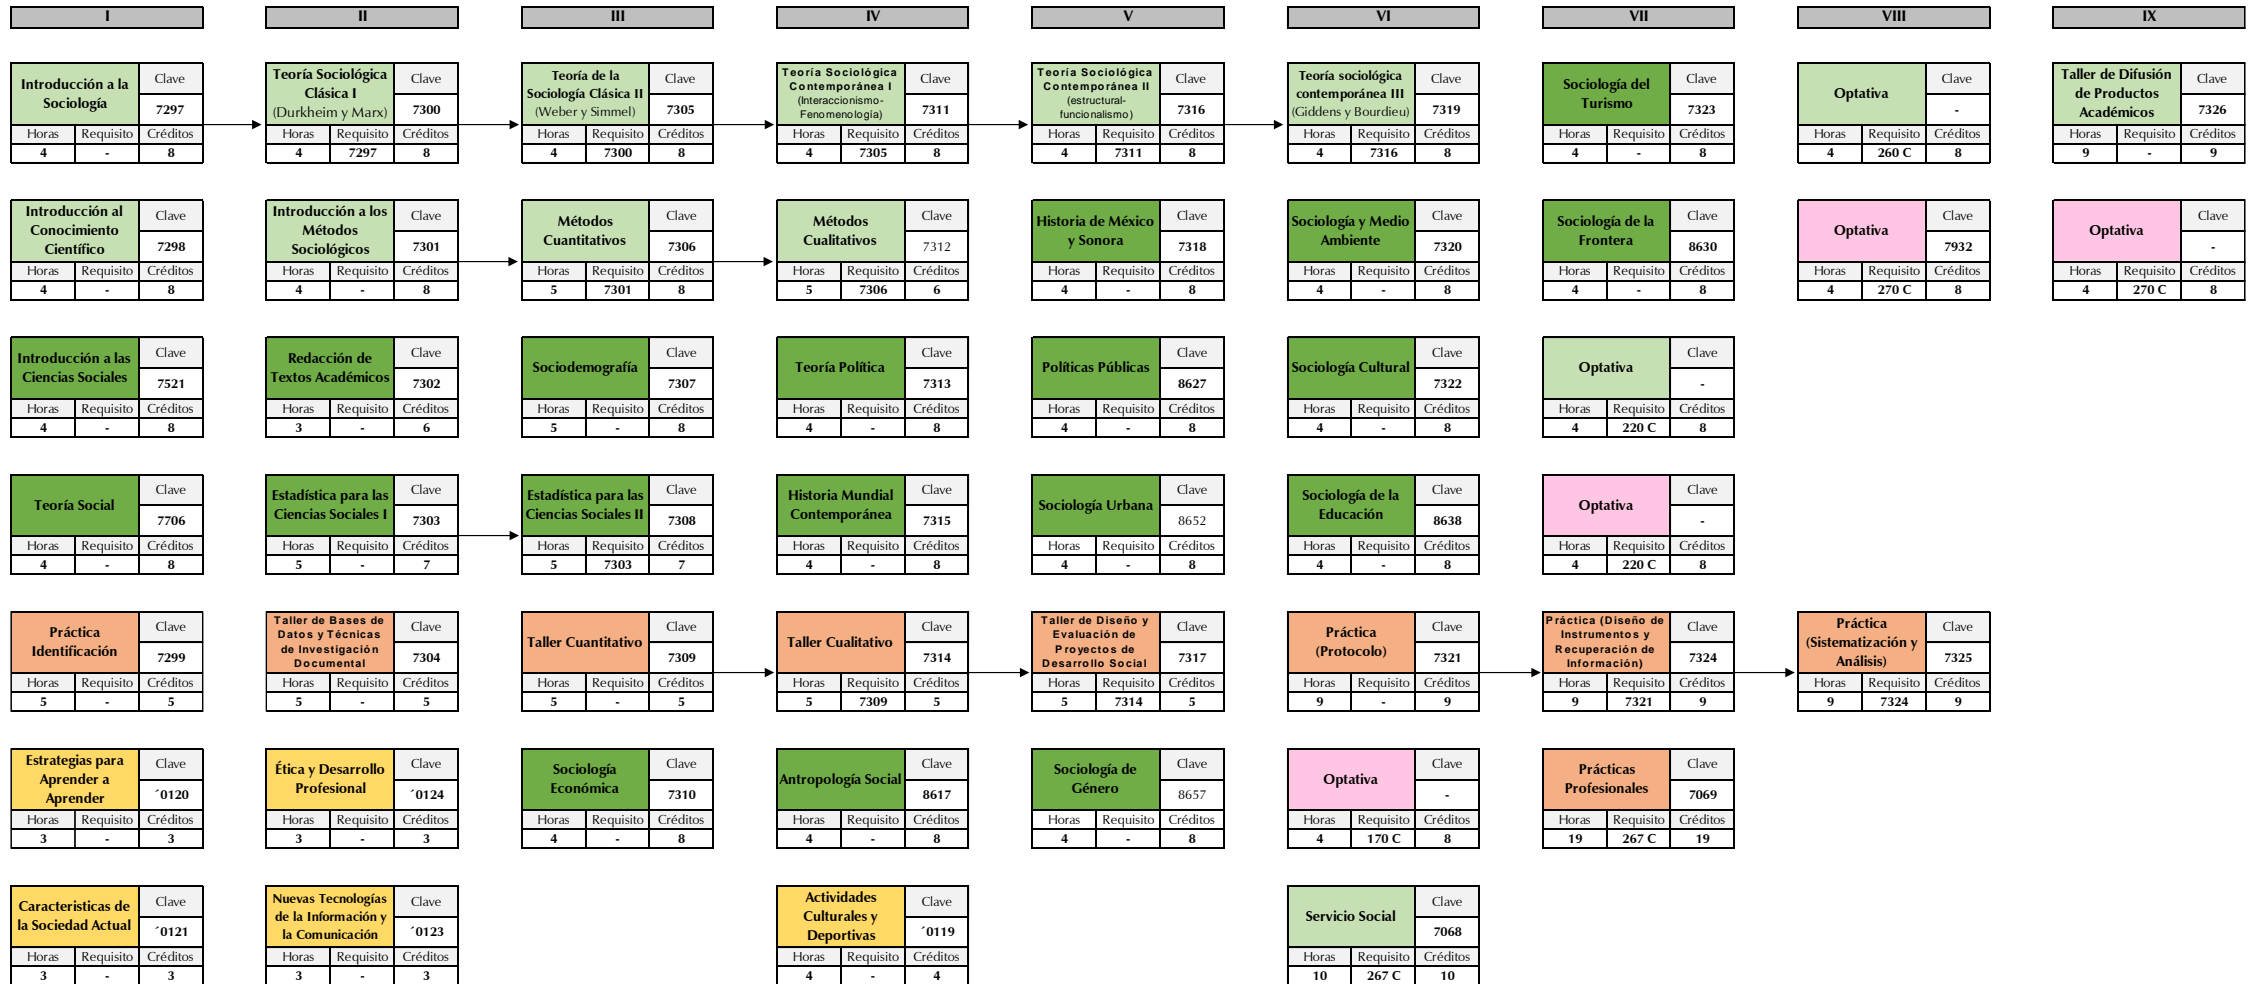 I II III IV V VI VII VIII IX
Introducción a la
Sociología
Clave
7297
Horas Requisito Créditos
4 - 8
Teoría Sociológica
Clásica I
(Durkheim y Marx)
Clave
7300
Horas Requisito Créditos
4 7297 8
Teoría de la
Sociología Clásica II
(Weber y Simmel)
Clave
7305
Horas Requisito Créditos
4 7300 8
Teoría Sociológica
Contemporánea I
(Interaccionismo-
Fenomenología)
Clave
7311
Horas Requisito Créditos
4 7305 8
Teoría Sociológica
Contemporánea II
(estructural-
funcionalismo)
Clave
7316
Horas Requisito Créditos
4 7311 8
Teoría sociológica
contemporánea III
(Giddens y Bourdieu)
Clave
7319
Horas Requisito Créditos
4 7316 8
Sociología del
Turismo
Clave
7323
Horas Requisito Créditos
4 - 8
Optativa
Clave
-
Horas Requisito Créditos
4 260 C 8
Taller de Difusión
de Productos
Académicos
Clave
7326
Horas Requisito Créditos
9 - 9
Introducción al
Conocimiento
Científico
Clave
7298
Horas Requisito Créditos
4 - 8
Introducción a los
Métodos
Sociológicos
Clave
7301
Horas Requisito Créditos
4 - 8
Métodos
Cuantitativos
Clave
7306
Horas Requisito Créditos
5 7301 8
Métodos
Cualitativos
Clave
7312
Horas Requisito Créditos
5 7306 6
Historia de México
y Sonora
Clave
7318
Horas Requisito Créditos
4 - 8
Sociología y Medio
Ambiente
Clave
7320
Horas Requisito Créditos
4 - 8
Sociología de la
Frontera
Clave
8630
Horas Requisito Créditos
4 - 8
Optativa
Clave
7932
Horas Requisito Créditos
4 270 C 8
Optativa
Clave
-
Horas Requisito Créditos
4 270 C 8
Introducción a las
Ciencias Sociales
Clave
7521
Horas Requisito Créditos
4 - 8
Redacción de
Textos Académicos
Clave
7302
Horas Requisito Créditos
3 - 6
Sociodemografía
Clave
7307
Horas Requisito Créditos
5 - 8
Teoría Política
Clave
7313
Horas Requisito Créditos
4 - 8
Políticas Públicas
Clave
8627
Horas Requisito Créditos
4 - 8
Sociología Cultural
Clave
7322
Horas Requisito Créditos
4 - 8
Optativa
Clave
-
Horas Requisito Créditos
4 220 C 8
Teoría Social
Clave
7706
Horas Requisito Créditos
4 - 8
Estadística para las
Ciencias Sociales I
Clave
7303
Horas Requisito Créditos
5 - 7
Estadística para las
Ciencias Sociales II
Clave
7308
Horas Requisito Créditos
5 7303 7
Historia Mundial
Contemporánea
Clave
7315
Horas Requisito Créditos
4 - 8
Sociología Urbana
Clave
8652
Horas Requisito Créditos
4 - 8
Sociología de la
Educación
Clave
8638
Horas Requisito Créditos
4 - 8
Optativa
Clave
-
Horas Requisito Créditos
4 220 C 8
Práctica
Identificación
Clave
7299
Horas Requisito Créditos
5 - 5
Taller de Bases de
Datos y Técnicas
de Investigación
Documental
Clave
7304
Horas Requisito Créditos
5 - 5
Taller Cuantitativo
Clave
7309
Horas Requisito Créditos
5 - 5
Taller Cualitativo
Clave
7314
Horas Requisito Créditos
5 7309 5
Taller de Diseño y
Evaluación de
Proyectos de
Desarrollo Social
Clave
7317
Horas Requisito Créditos
5 7314 5
Práctica
(Protocolo)
Clave
7321
Horas Requisito Créditos
9 - 9
Práctica (Diseño de
Instrumentos y
Recuperación de
Información)
Clave
7324
Horas Requisito Créditos
9 7321 9
Práctica
(Sistematización y
Análisis)
Clave
7325
Horas Requisito Créditos
9 7324 9
Estrategias para
Aprender a
Aprender
Clave
´0120
Horas Requisito Créditos
3 - 3
Ética y Desarrollo
Profesional
Clave
´0124
Horas Requisito Créditos
3 - 3
Sociología
Económica
Clave
7310
Horas Requisito Créditos
4 - 8
Antropología Social
Clave
8617
Horas Requisito Créditos
4 - 8
Sociología de
Género
Clave
8657
Horas Requisito Créditos
4 - 8
Optativa
Clave
-
Horas Requisito Créditos
4 170 C 8
Prácticas
Profesionales
Clave
7069
Horas Requisito Créditos
19 267 C 19
Caracteristicas de
la Sociedad Actual
Clave
´0121
Horas Requisito Créditos
3 - 3
Nuevas Tecnologías
de la Información y
la Comunicación
Clave
´0123
Horas Requisito Créditos
3 - 3
Actividades
Culturales y
Deportivas
Clave
´0119
Horas Requisito Créditos
4 - 4
Servicio Social
Clave
7068
Horas Requisito Créditos
10 267 C 10